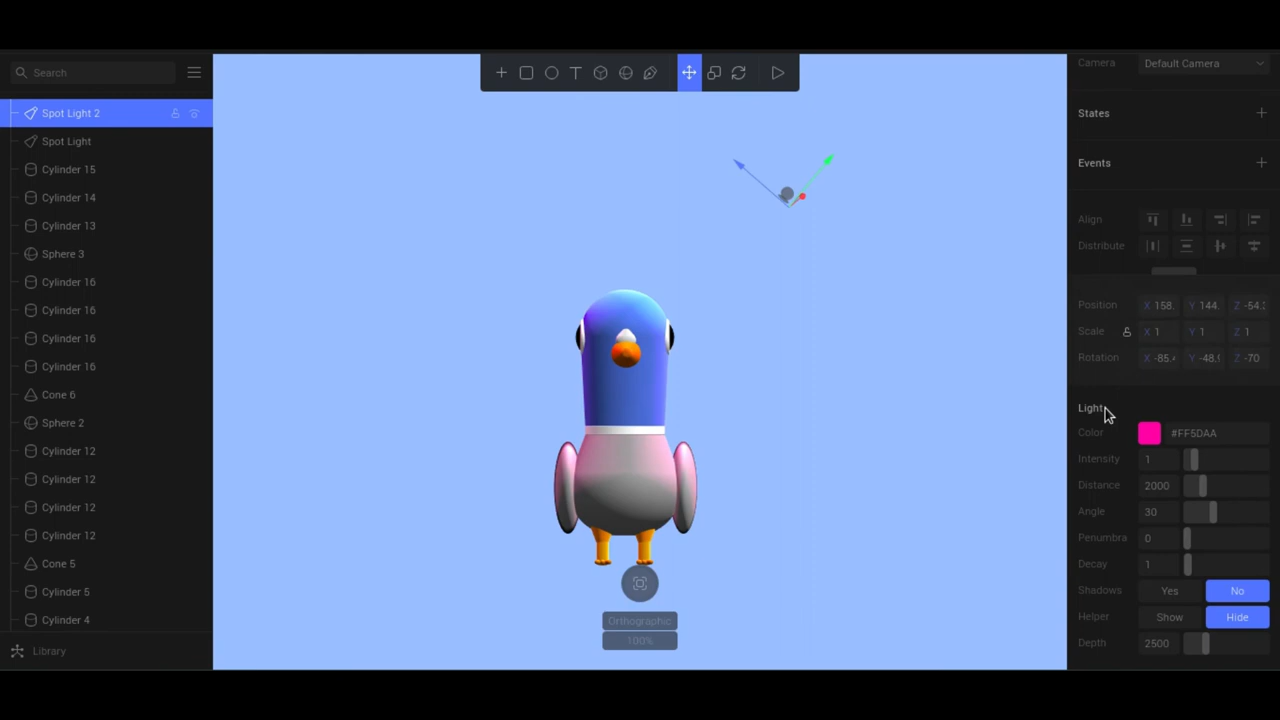 Search
Spot Light 2
Spot Light
Cylinder 15
Cylinder 14
Cylinder 13
Sphere 3
Cylinder 16
Cylinder 16
Cylinder 16
Cylinder 16
Cone 6
Sphere 2
Cylinder 12
Cylinder 12
Cylinder 12
Cylinder 12
Cone 5
Cylinder 5
Cylinder 4
Library
Orthographic
100%
Camera Default Camera
States
Events
Align
Distribute
Position X 158. Y 144. Z -54.
Scale X 1 Y 1 Z 1
Rotation X -85. Y -48. Z -70
Light
Color #FF5DAA
Intensity 1
Distance 2000
Angle 30
Penumbra 0
Decay 1
Shadows Yes No
Helper Show Hide
Depth 2500